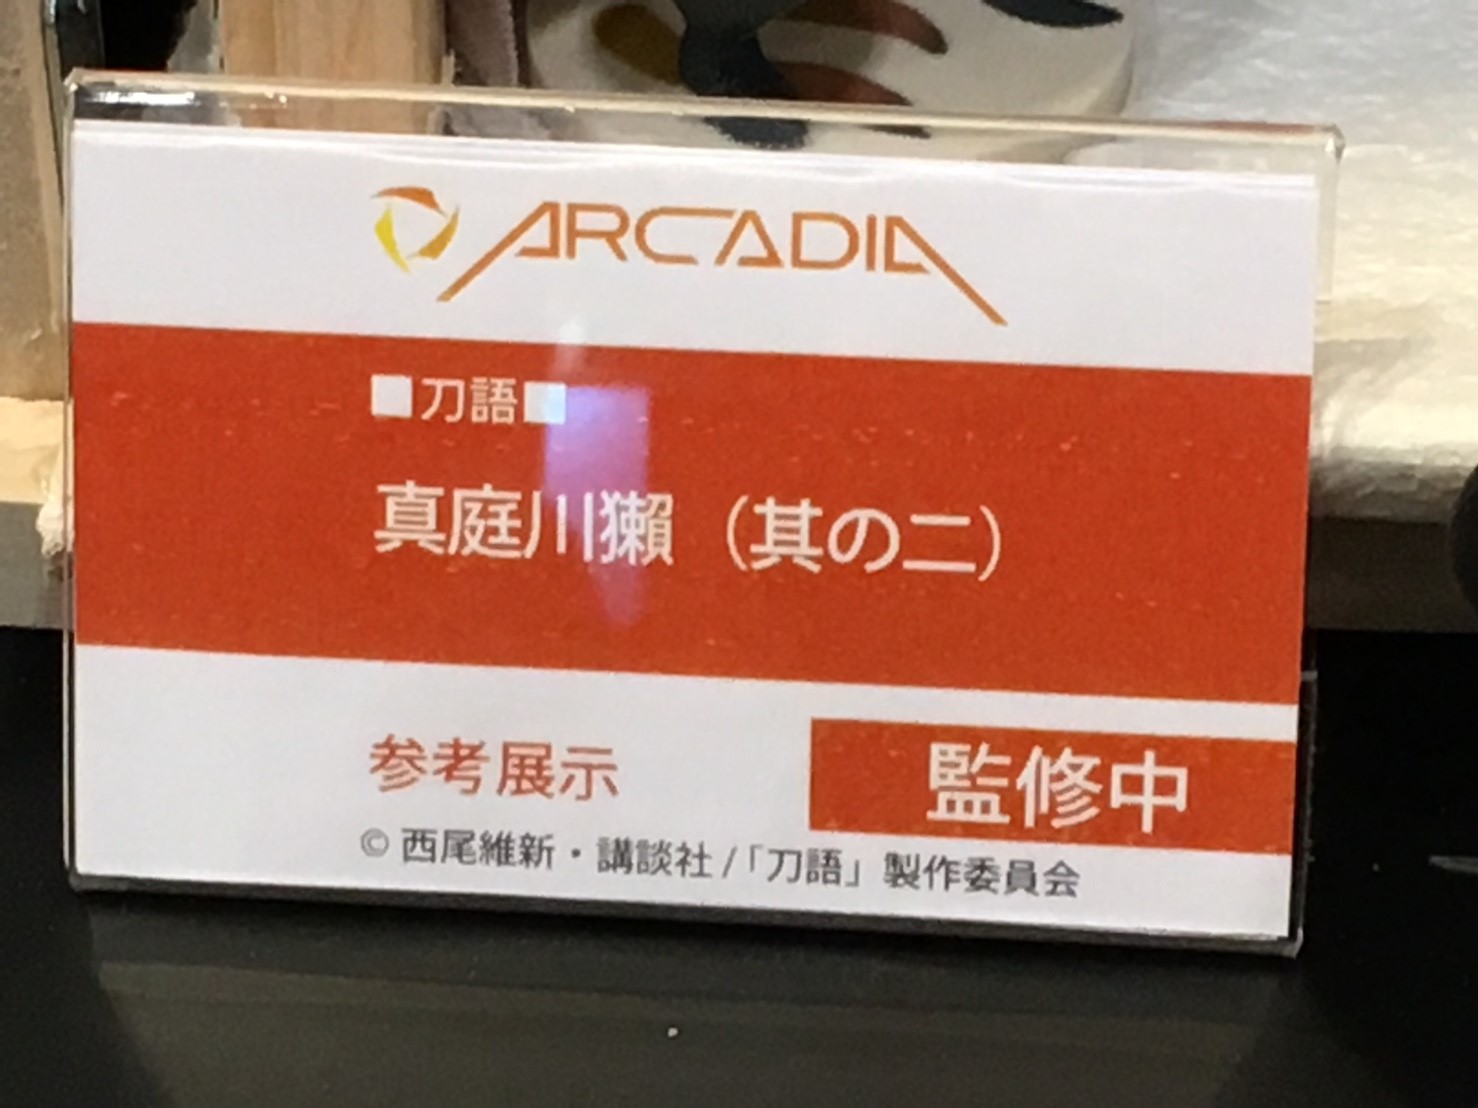 ARCADIA
■刀語■
真庭川獺（其の二）
参考展示
監修中
© 西尾維新・講談社/「刀語」製作委員会